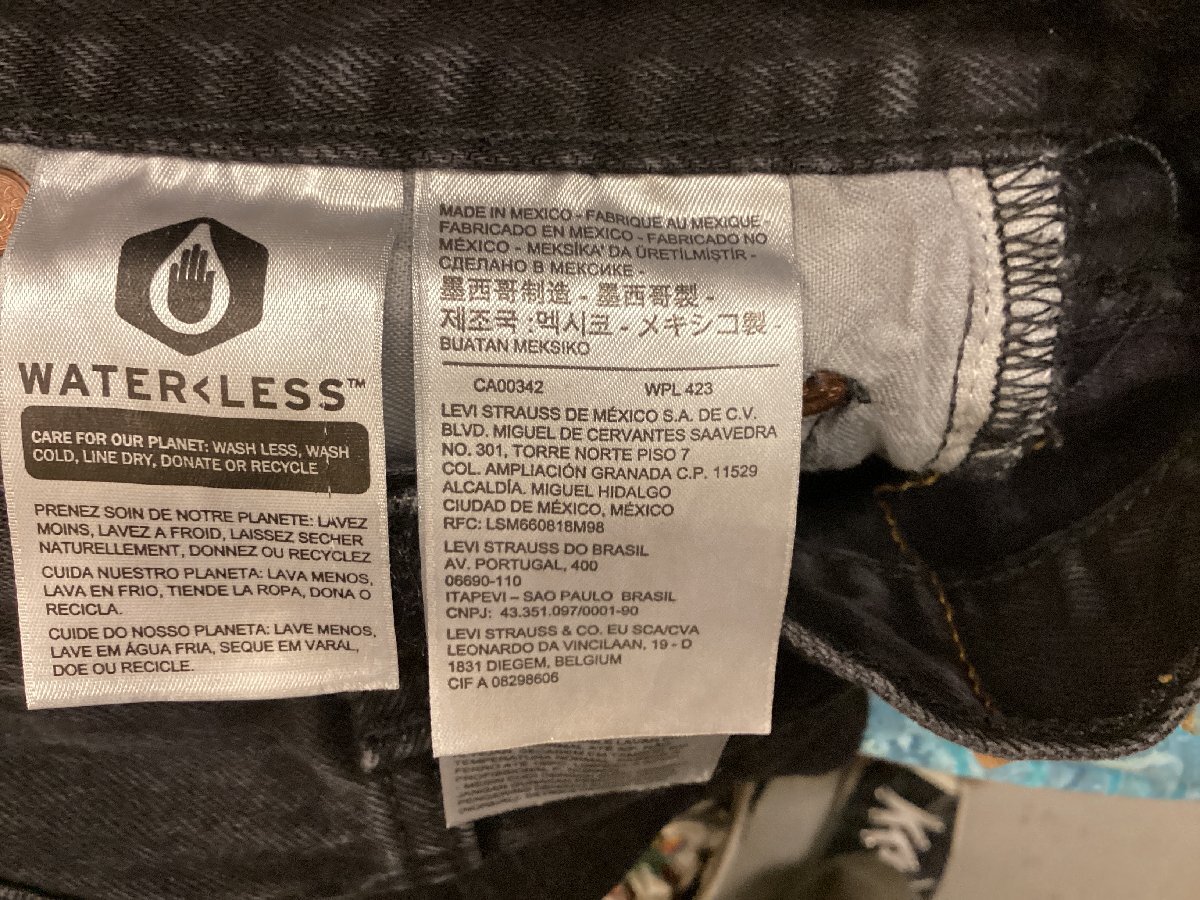 WATER<LESS™
CARE FOR OUR PLANET: WASH LESS, WASH
COLD, LINE DRY, DONATE OR RECYCLE
PRENEZ SOIN DE NOTRE PLANETE: LAVEZ
MOINS, LAVEZ A FROID, LAISSEZ SECHER
NATURELLEMENT, DONNEZ OU RECYCLEZ
CUIDA NUESTRO PLANETA: LAVA MENOS,
LAVA EN FRIO, TIENDE LA ROPA, DONA O
RECICLA.
CUIDE DO NOSSO PLANETA: LAVE MENOS,
LAVE EM ÁGUA FRIA, SEQUE EM VARAL,
DOE OU RECICLE.
MADE IN MEXICO - FABRIQUE AU MEXIQUE
FABRICADO EN MEXICO - FABRICADO NO
MÉXICO - MEKSİKA' DA ÜRETİLMİŞTİR -
СДЕЛАНО В МЕКСИКЕ -
墨西哥制造 - 墨西哥製 -
제조국 :멕시코 - メキシコ製 -
BUATAN MEKSIKO
CA00342 WPL 423
LEVI STRAUSS DE MÉXICO S.A. DE C.V.
BLVD. MIGUEL DE CERVANTES SAAVEDRA
NO. 301, TORRE NORTE PISO 7
COL. AMPLIACIÓN GRANADA C.P. 11529
ALCALDÍA. MIGUEL HIDALGO
CIUDAD DE MÉXICO, MÉXICO
RFC: LSM660818M98
LEVI STRAUSS DO BRASIL
AV. PORTUGAL, 400
06690-110
ITAPEVI – SAO PAULO BRASIL
CNPJ: 43.351.097/0001-90
LEVI STRAUSS & CO. EU SCA/CVA
LEONARDO DA VINCILAAN, 19 - D
1831 DIEGEM, BELGIUM
CIF A 08298606